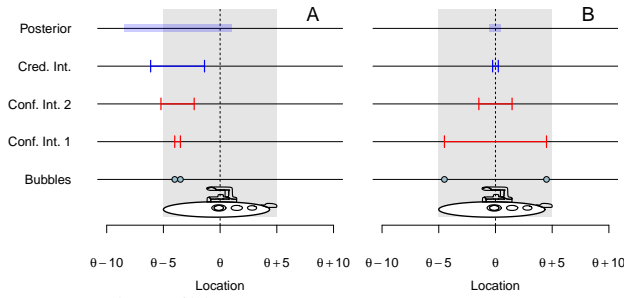 A
B
Posterior
Cred. Int.
Conf. Int. 2
Conf. Int. 1
Bubbles
θ − 10 θ − 5 θ θ + 5 θ + 10
θ − 10 θ − 5 θ θ + 5 θ + 10
Location
Location